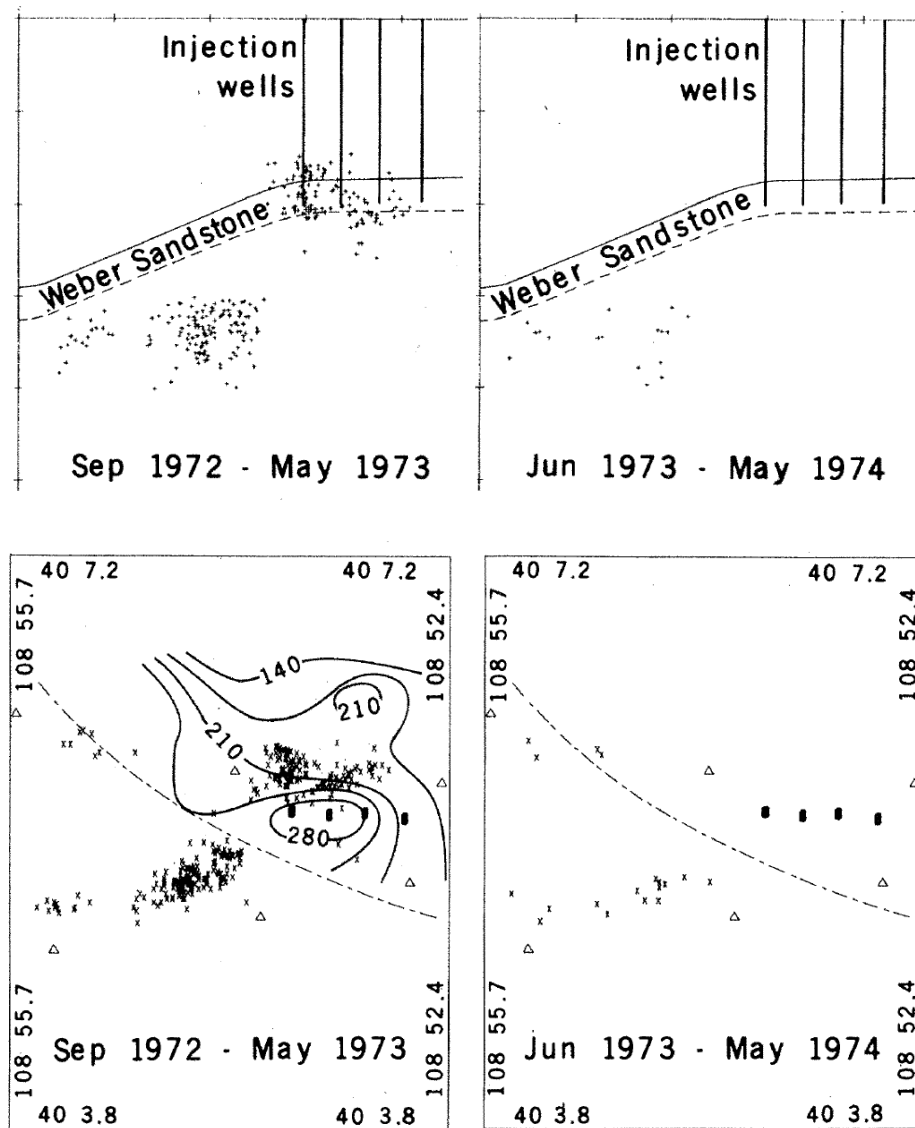 Injection
wells
Weber Sandstone
Sep 1972 - May 1973
Injection
wells
Weber Sandstone
Jun 1973 - May 1974
40 7.2
40 7.2
108 55.7
108 52.4
140
210
210
280
108 55.7
108 52.4
Sep 1972 - May 1973
40 3.8
40 3.8
40 7.2
40 7.2
108 55.7
108 52.4
108 55.7
108 52.4
Jun 1973 - May 1974
40 3.8
40 3.8